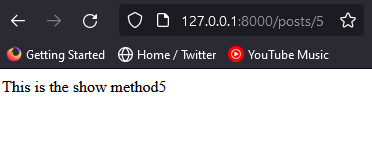 127.0.0.1:8000/posts/5
Getting Started Home / Twitter YouTube Music
This is the show method5